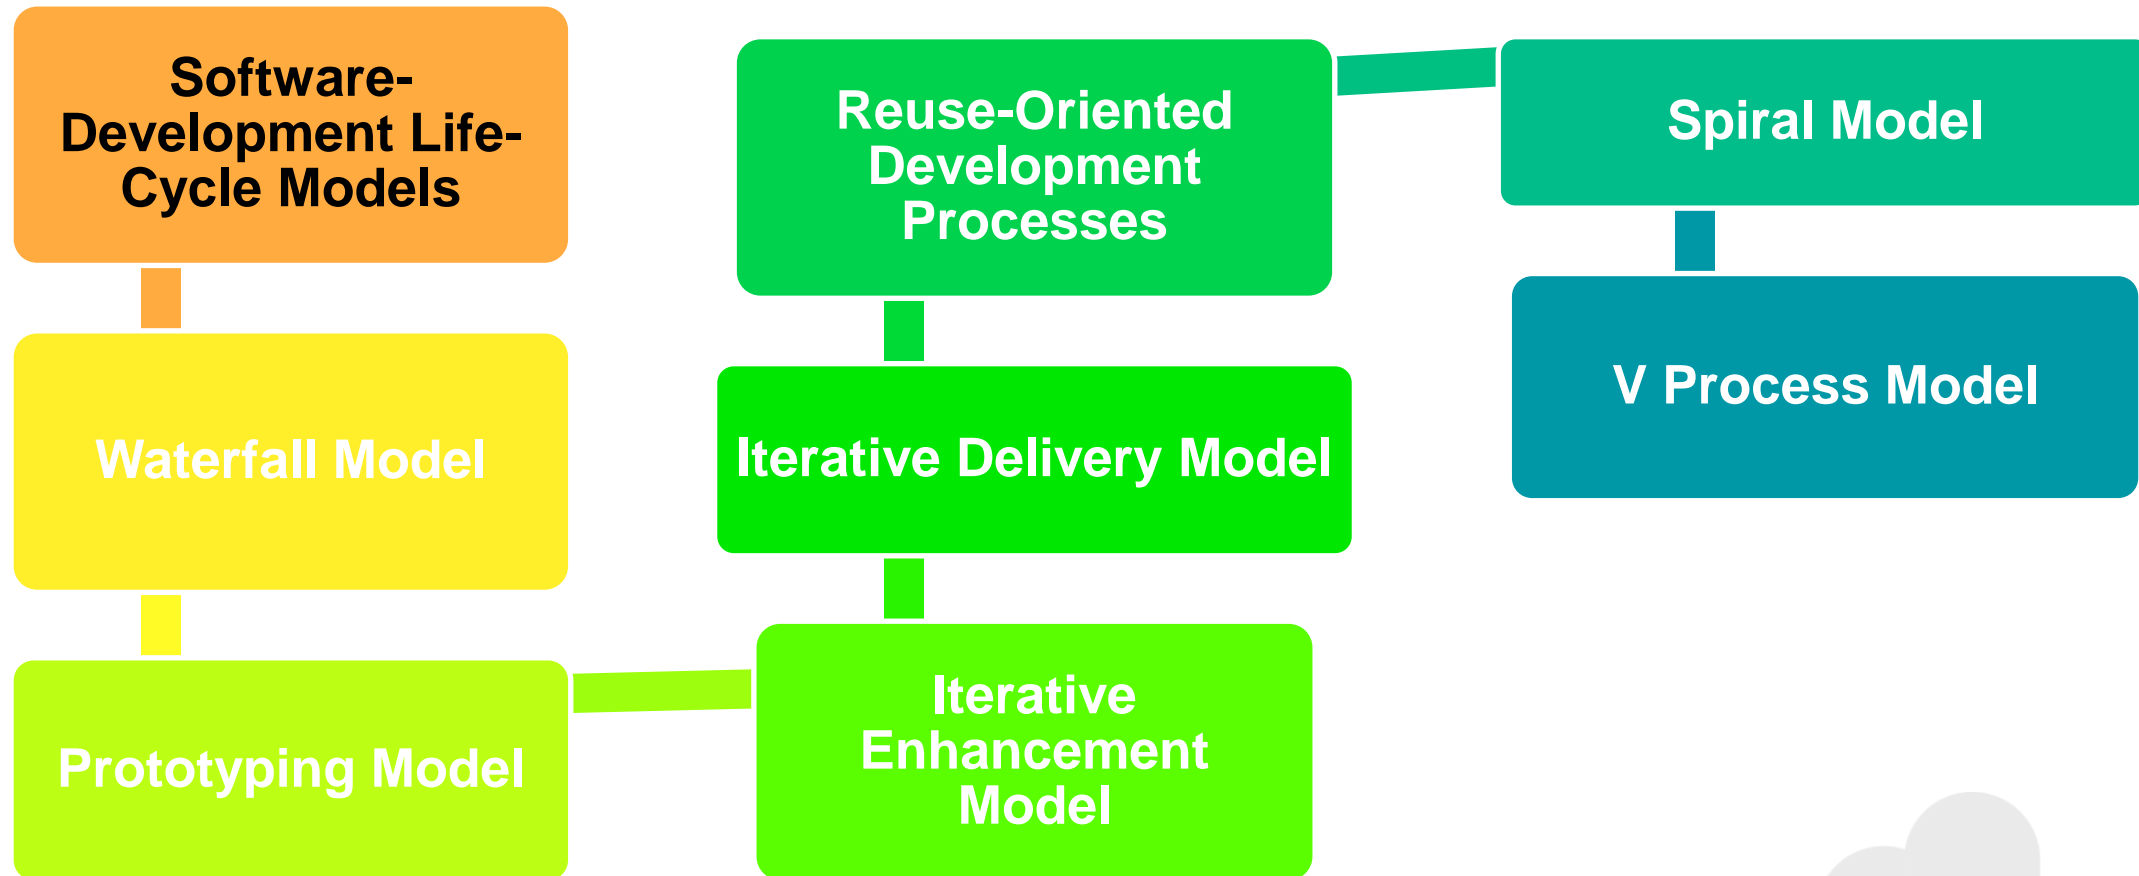 Software-
Development Life-
Cycle Models
Waterfall Model
Prototyping Model
Iterative
Enhancement
Model
Iterative Delivery Model
Reuse-Oriented
Development
Processes
Spiral Model
V Process Model